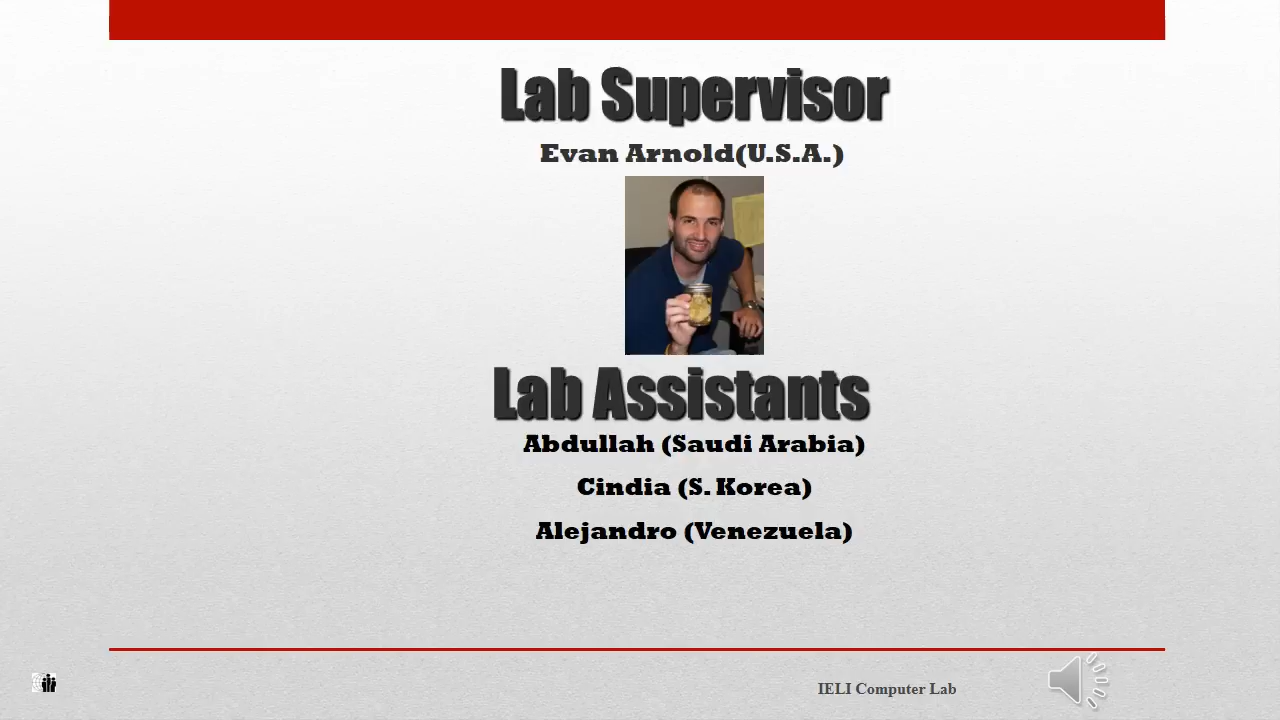 Lab Supervisor
Evan Arnold(U.S.A.)
Lab Assistants
Abdullah (Saudi Arabia)
Cindia (S. Korea)
Alejandro (Venezuela)
IELI Computer Lab